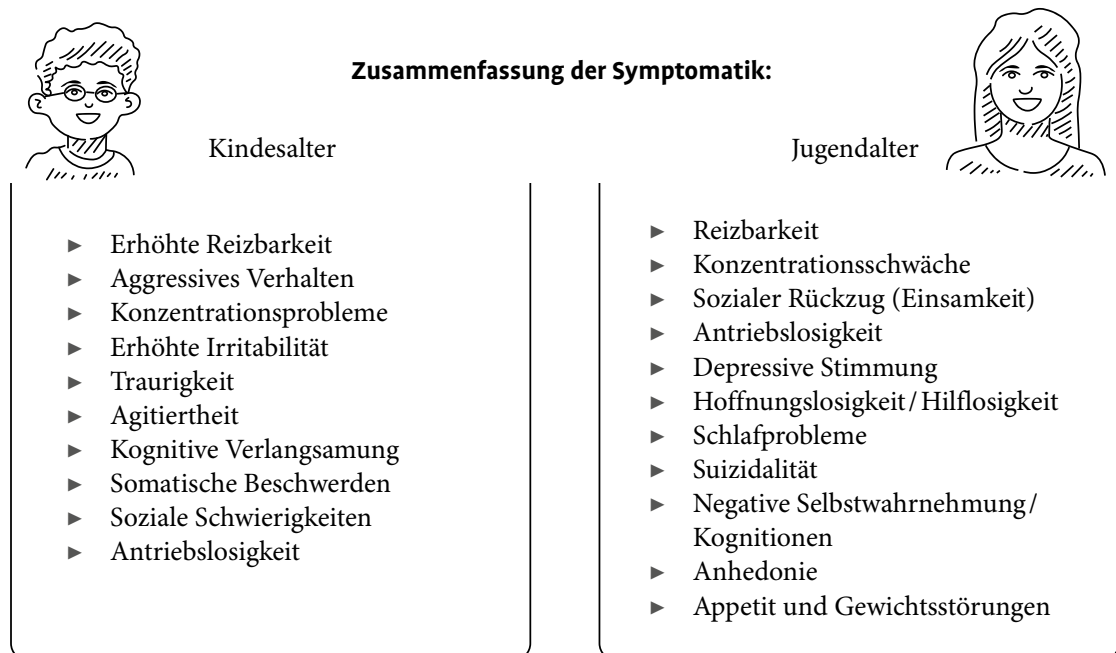 Zusammenfassung der Symptomatik:
Kindesalter
► Erhöhte Reizbarkeit
► Aggressives Verhalten
► Konzentrationsprobleme
► Erhöhte Irritabilität
► Traurigkeit
► Agitiertheit
► Kognitive Verlangsamung
► Somatische Beschwerden
► Soziale Schwierigkeiten
► Antriebslosigkeit
Jugendalter
► Reizbarkeit
► Konzentrationsschwäche
► Sozialer Rückzug (Einsamkeit)
► Antriebslosigkeit
► Depressive Stimmung
► Hoffnungslosigkeit/Hilflosigkeit
► Schlafprobleme
► Suizidalität
► Negative Selbstwahrnehmung/
Kognitionen
► Anhedonie
► Appetit und Gewichtsstörungen